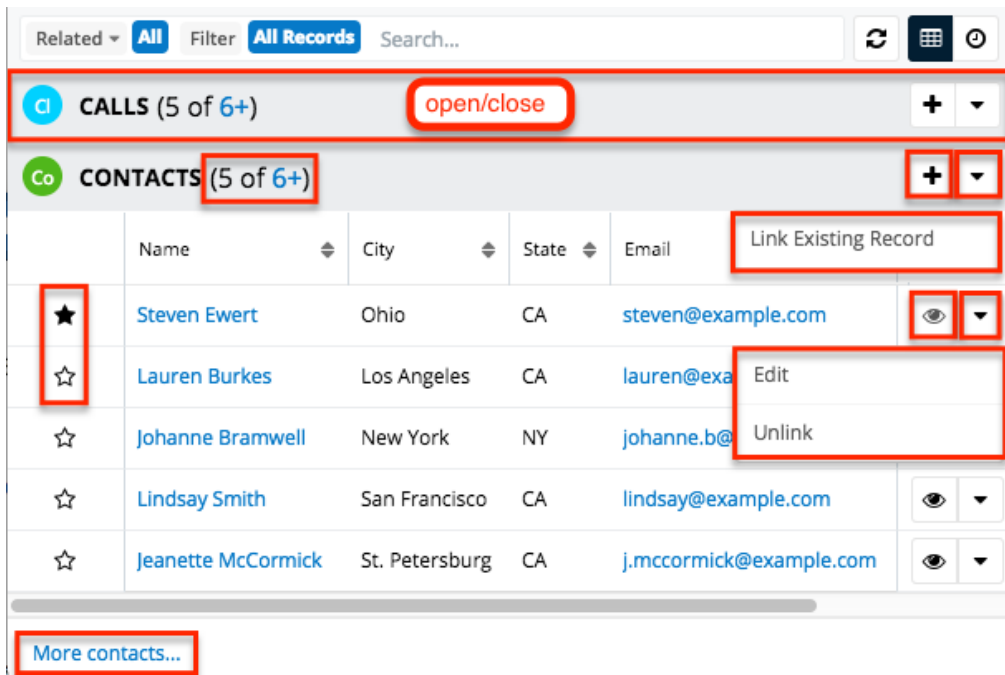 Related All Filter All Records Search...
Cl CALLS (5 of 6+) open/close
Co CONTACTS (5 of 6+)
Name City State Email Link Existing Record
Steven Ewert Ohio CA steven@example.com
Lauren Burkes Los Angeles CA lauren@exa Edit
Johanne Bramwell New York NY johanne.b@ Unlink
Lindsay Smith San Francisco CA lindsay@example.com
Jeanette McCormick St. Petersburg CA j.mccormick@example.com
More contacts...